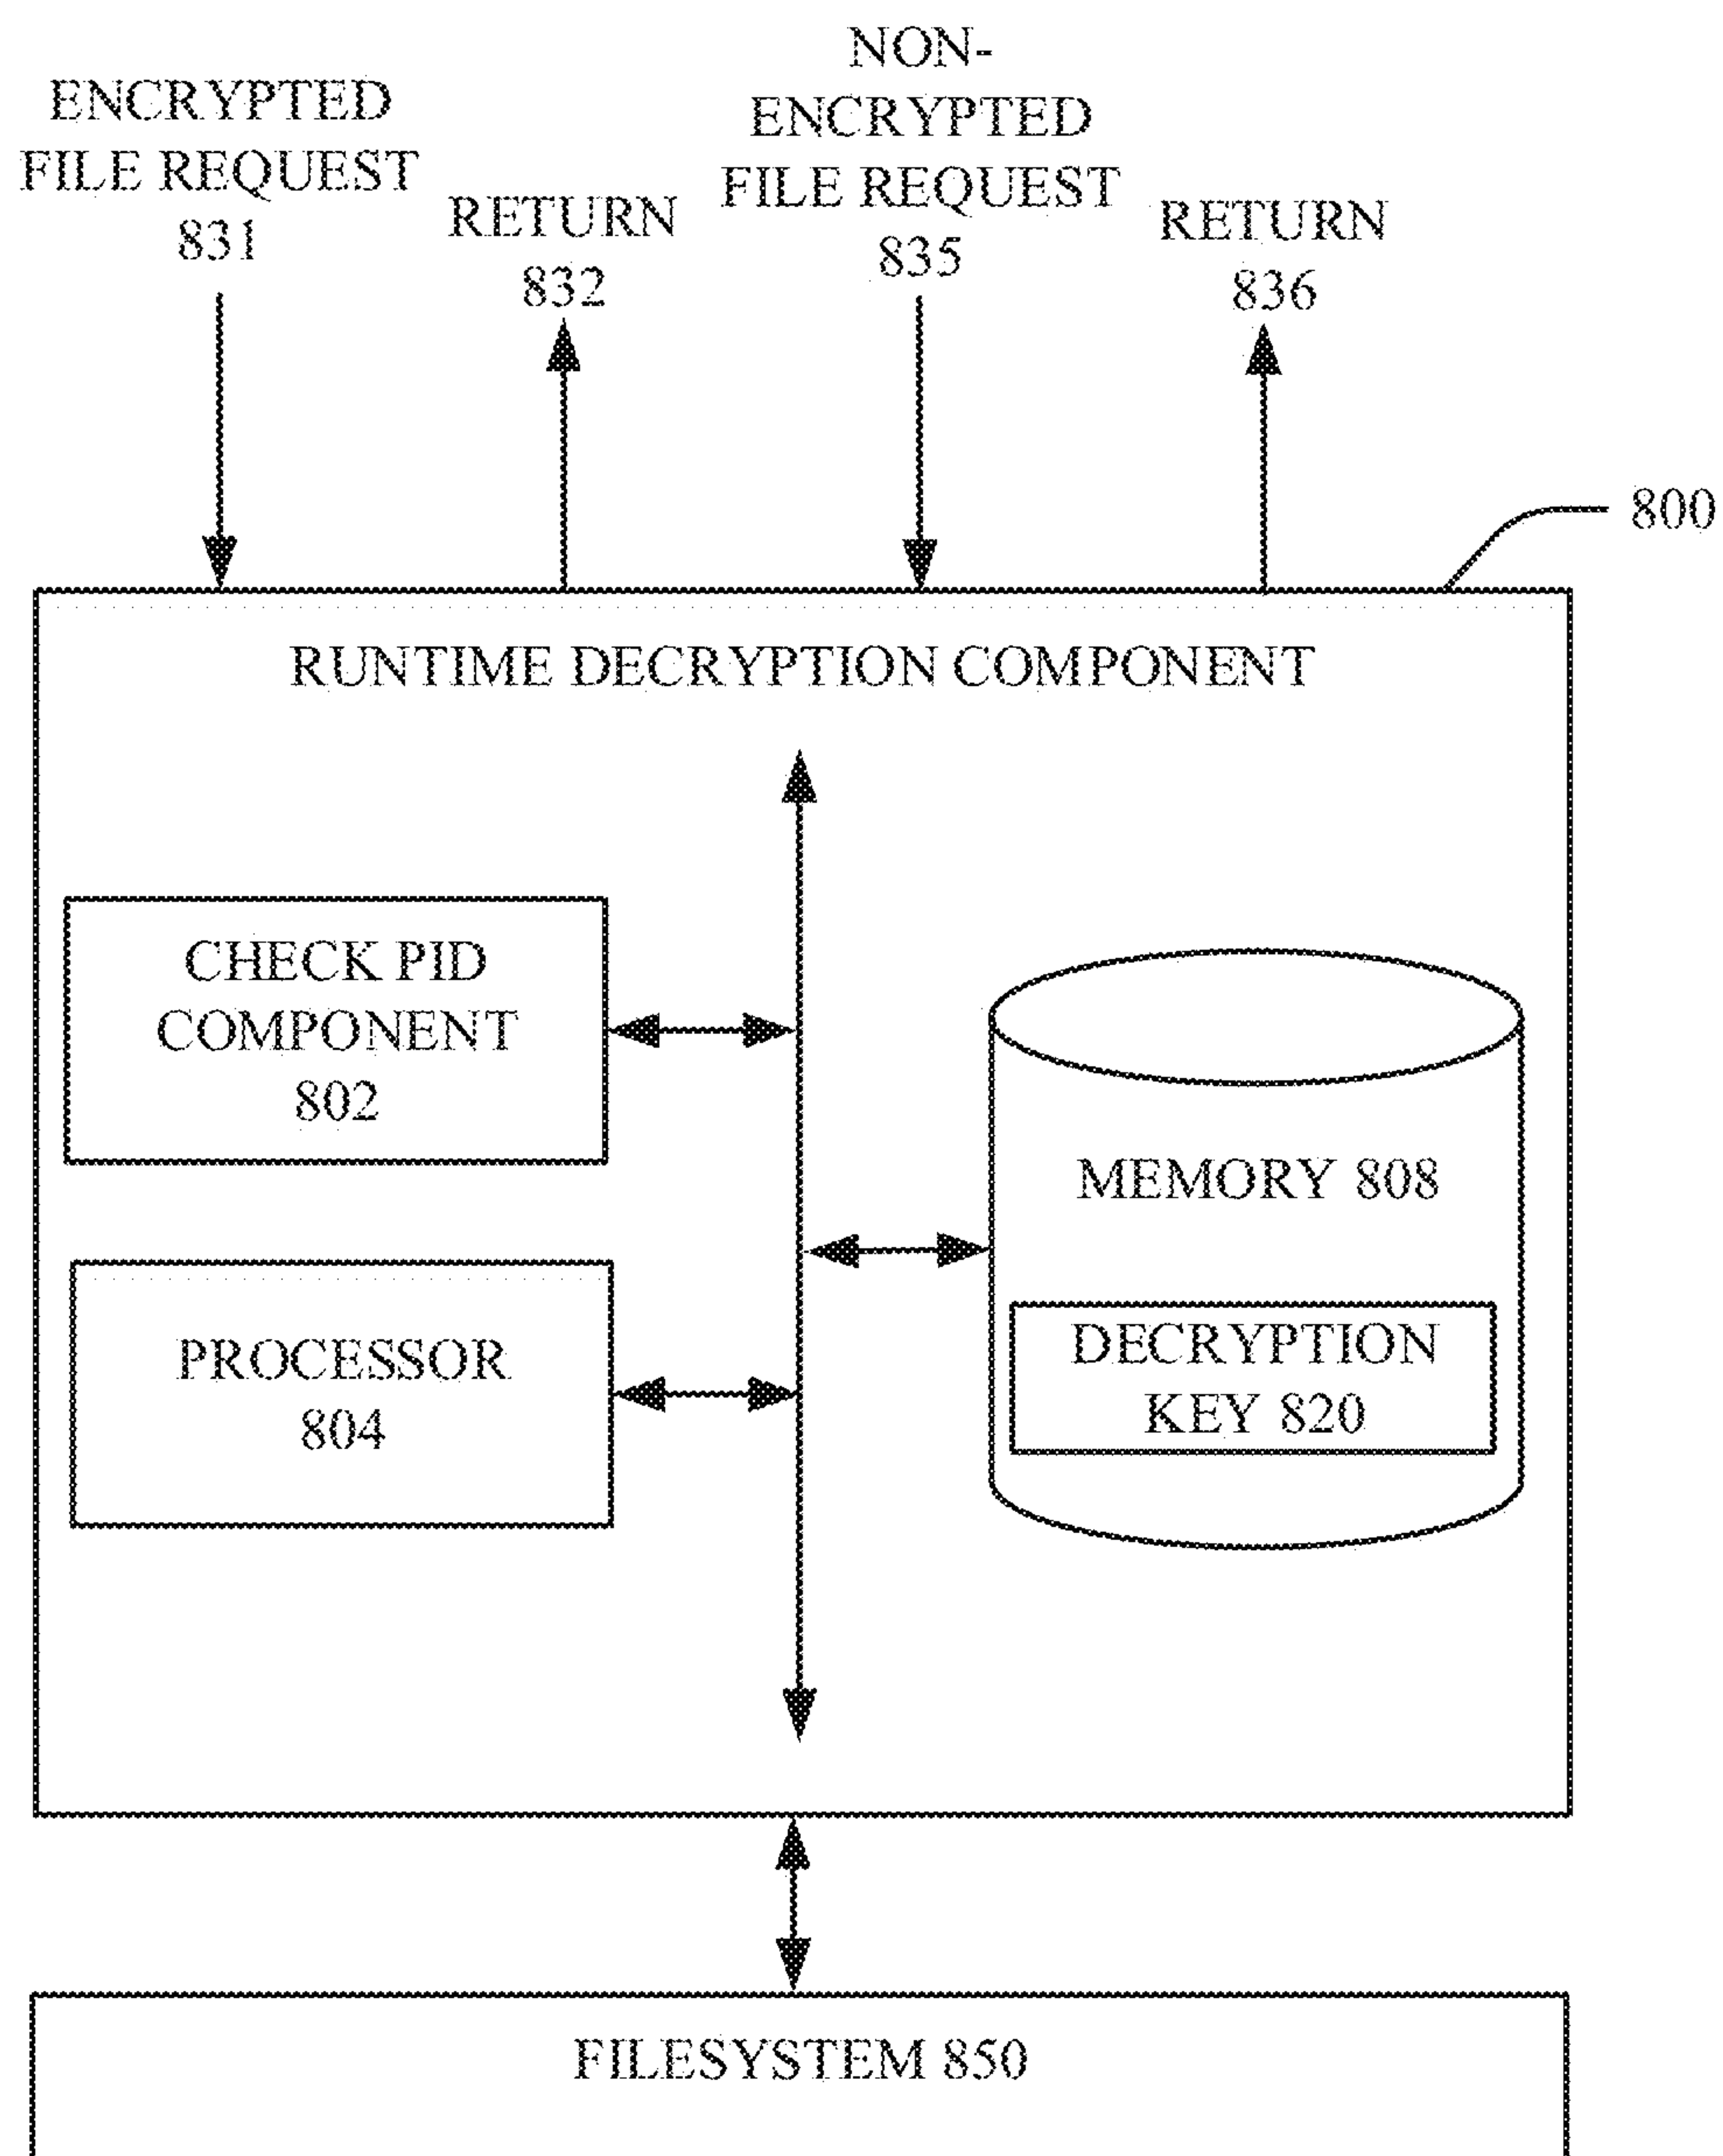 ENCRYPTED
FILE REQUEST
831
RETURN
832
NON-
ENCRYPTED
FILE REQUEST
835
RETURN
836
800
RUNTIME DECRYPTION COMPONENT
CHECK PID
COMPONENT
802
MEMORY 808
DECRYPTION
KEY 820
PROCESSOR
804
FILESYSTEM 850